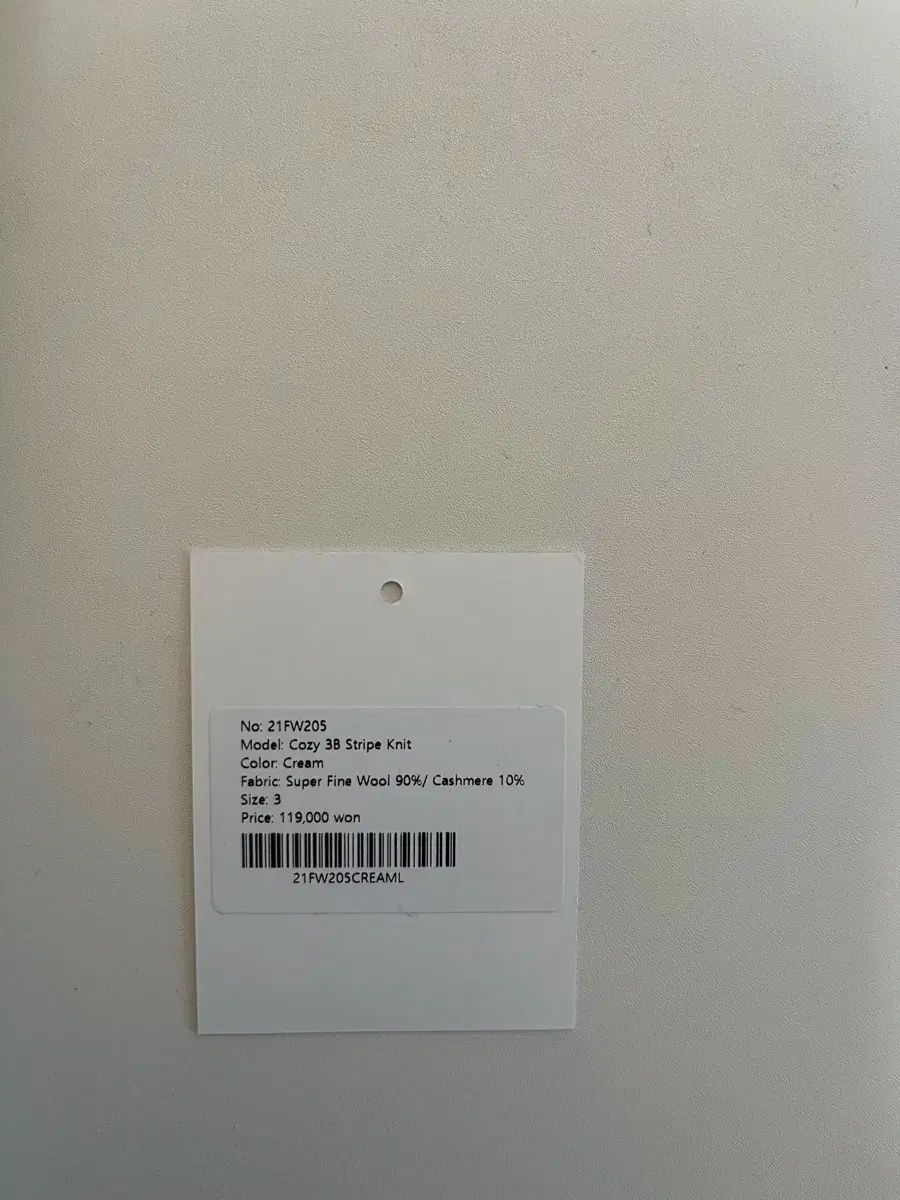 No: 21FW205
Model: Cozy 3B Stripe Knit
Color: Cream
Fabric: Super Fine Wool 90%/ Cashmere 10%
Size: 3
Price: 119,000 won
21FW205CREAML